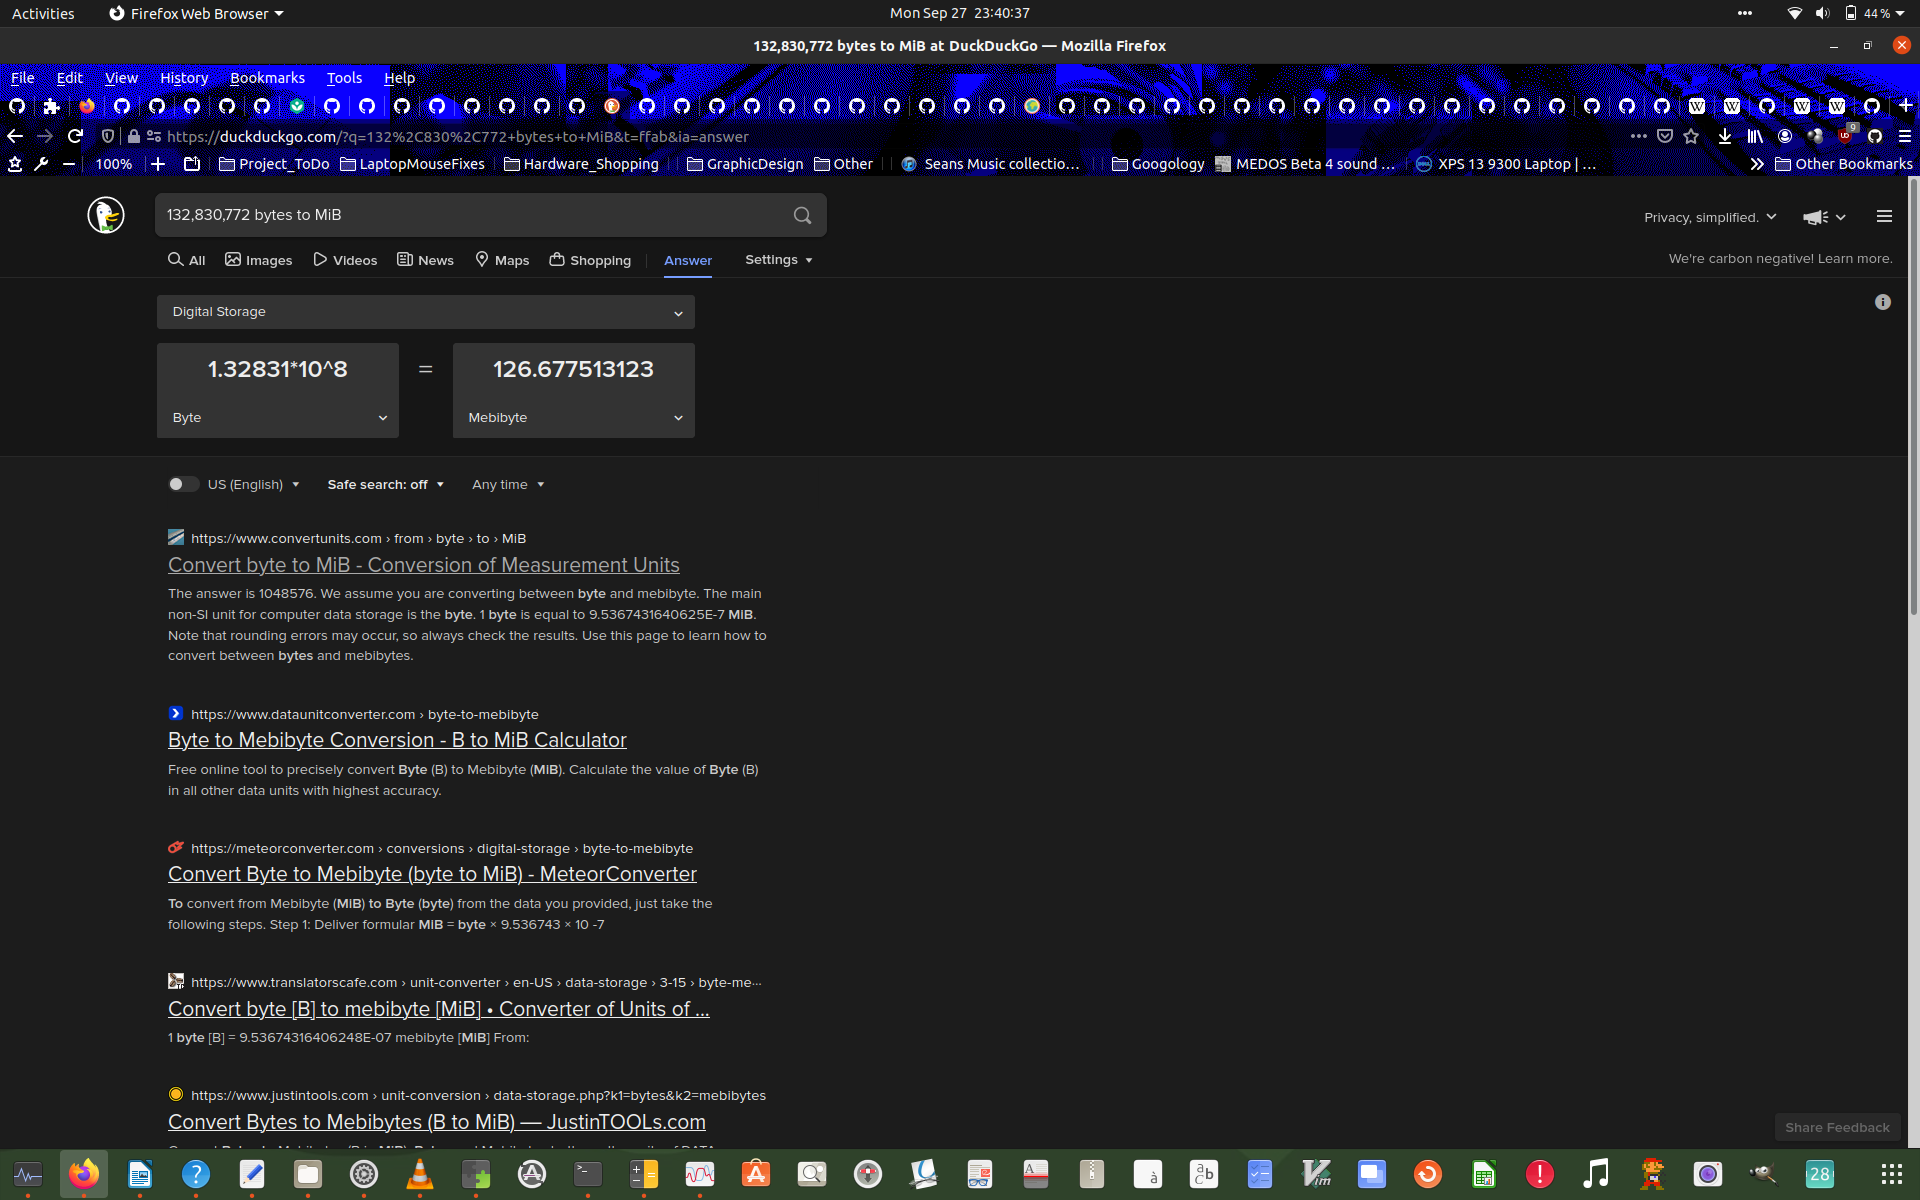 Activities Firefox Web Browser Mon Sep 27 23:40:37 44 %
132,830,772 bytes to MiB at DuckDuckGo — Mozilla Firefox
File Edit View History Bookmarks Tools Help
https://duckduckgo.com/?q=132%2C830%2C772+bytes+to+MiB&t=ffab&ia=answer 9
100% Project_ToDo LaptopMouseFixes Hardware_Shopping GraphicDesign Other Seans Music collectio… Googology MEDOS Beta 4 sound … XPS 13 9300 Laptop | … Other Bookmarks
132,830,772 bytes to MiB
Privacy, simplified.
All Images Videos News Maps Shopping Answer Settings
We're carbon negative! Learn more.
Digital Storage
1.32831*10^8 = 126.677513123
Byte Mebibyte
US (English) Safe search: off Any time
https://www.convertunits.com › from › byte › to › MiB
Convert byte to MiB - Conversion of Measurement Units
The answer is 1048576. We assume you are converting between byte and mebibyte. The main
non-SI unit for computer data storage is the byte. 1 byte is equal to 9.5367431640625E-7 MiB.
Note that rounding errors may occur, so always check the results. Use this page to learn how to
convert between bytes and mebibytes.
https://www.dataunitconverter.com › byte-to-mebibyte
Byte to Mebibyte Conversion - B to MiB Calculator
Free online tool to precisely convert Byte (B) to Mebibyte (MiB). Calculate the value of Byte (B)
in all other data units with highest accuracy.
https://meteorconverter.com › conversions › digital-storage › byte-to-mebibyte
Convert Byte to Mebibyte (byte to MiB) - MeteorConverter
To convert from Mebibyte (MiB) to Byte (byte) from the data you provided, just take the
following steps. Step 1: Deliver formular MiB = byte × 9.536743 × 10 -7
https://www.translatorscafe.com › unit-converter › en-US › data-storage › 3-15 › byte-me…
Convert byte [B] to mebibyte [MiB] • Converter of Units of ...
1 byte [B] = 9.53674316406248E-07 mebibyte [MiB] From:
https://www.justintools.com › unit-conversion › data-storage.php?k1=bytes&k2=mebibytes
Convert Bytes to Mebibytes (B to MiB) — JustinTOOLs.com
Share Feedback
28